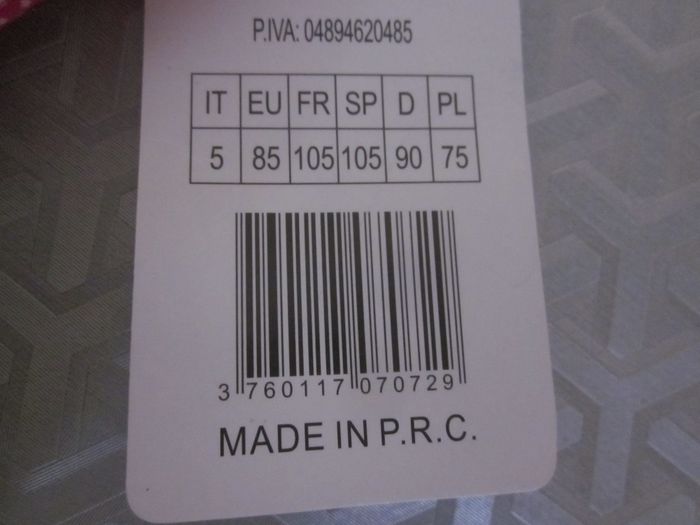 P.IVA: 04894620485
IT EU FR SP D PL
5 85 105 105 90 75
3 760117 070729
MADE IN P.R.C.